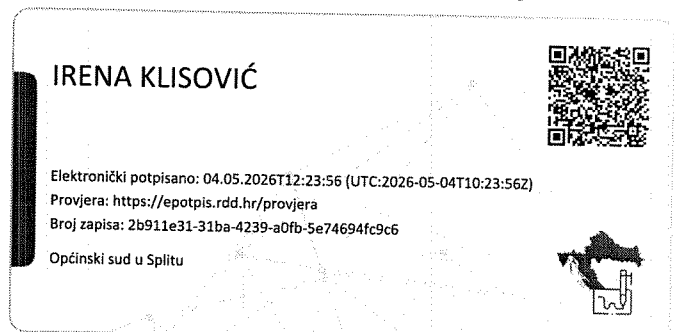 IRENA KLISOVIĆ
Elektronički potpisano: 04.05.2026T12:23:56 (UTC:2026-05-04T10:23:56Z)
Provjera: https://epotpis.rdd.hr/provjera
Broj zapisa: 2b911e31-31ba-4239-a0fb-5e74694fc9c6
Općinski sud u Splitu